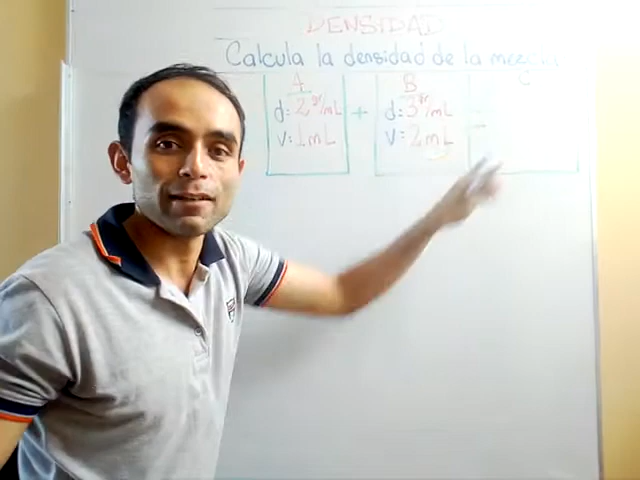 DENSIDAD
Calcula la densidad de la mezcla
A B C
d= 2 gr/mL + d= 3 gr/mL =
V= 1 mL V= 2 mL